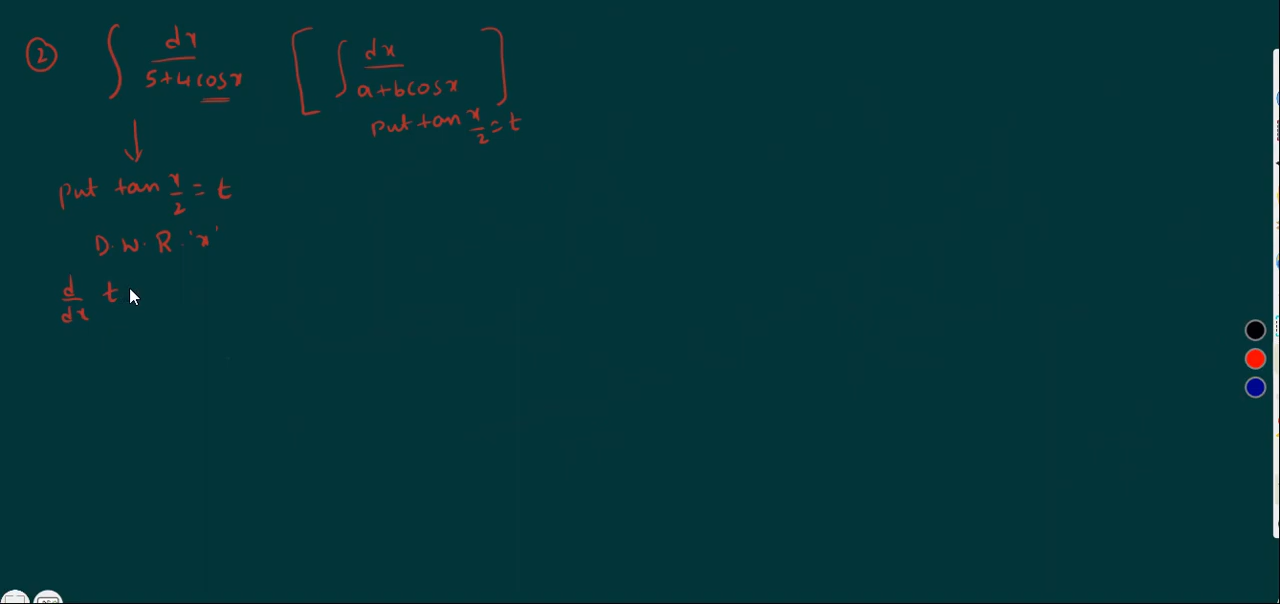 ② ∫ dx / 5+4cosx [ ∫ dx / a+bcosx ]
put tan x/2 = t
↓
put tan x/2 = t
D.W.R.'x'
d/dx t